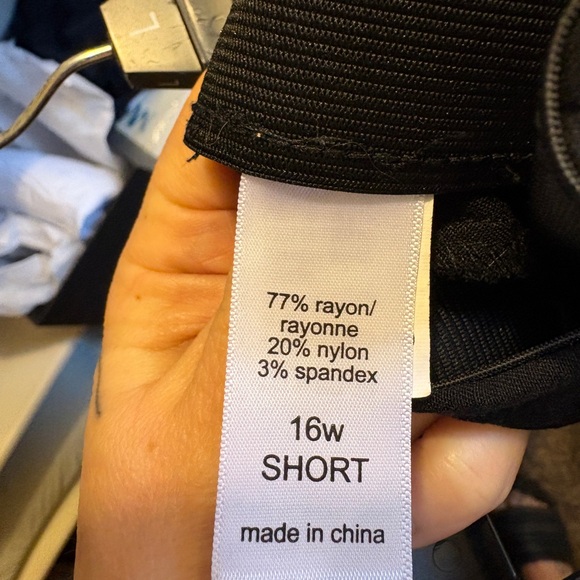 L
77% rayon/
rayonne
20% nylon
3% spandex
16w
SHORT
made in china